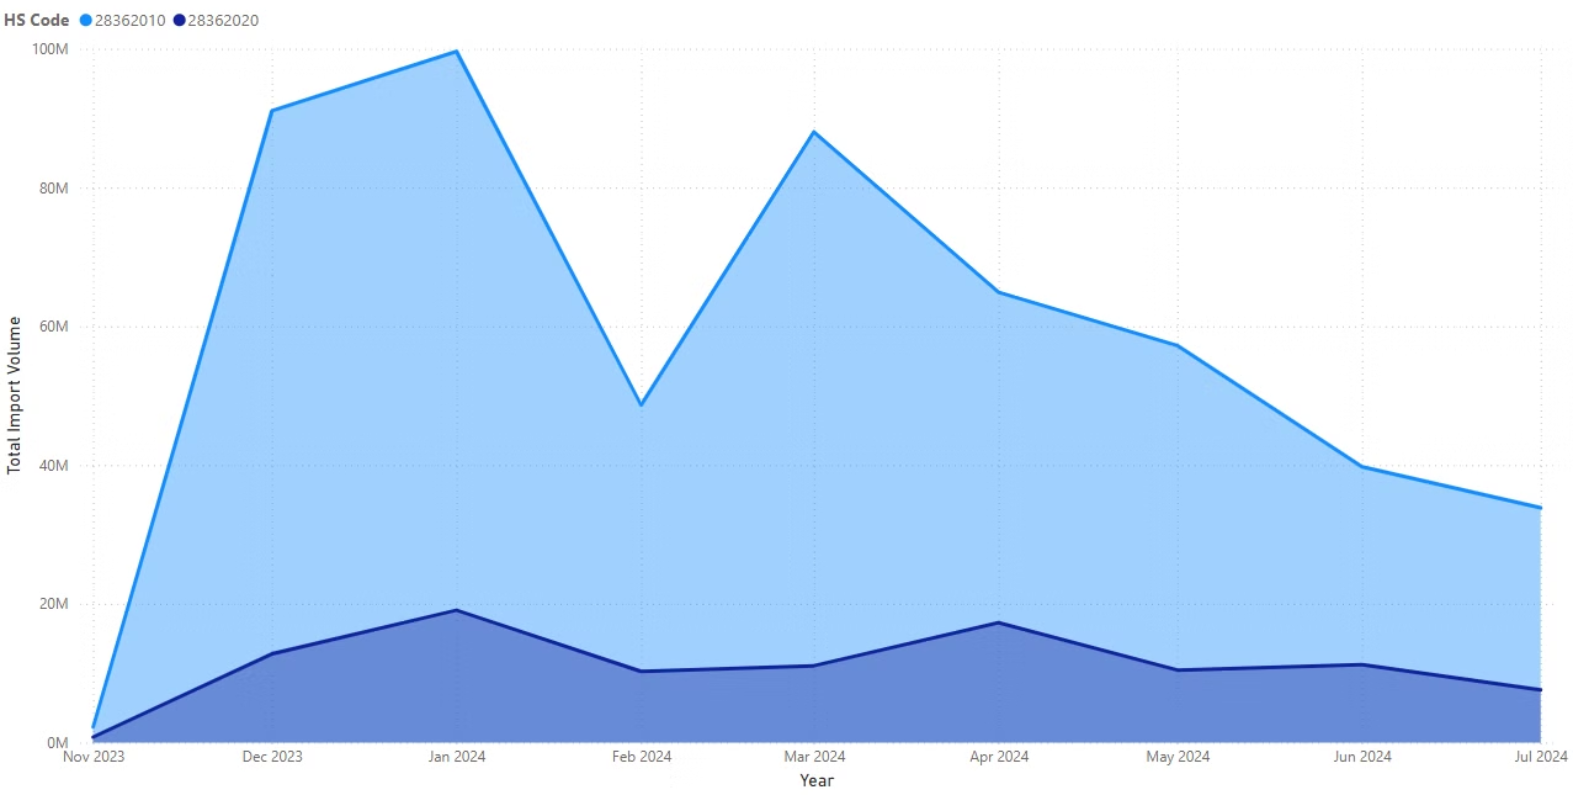 HS Code 28362010 28362020
100M
80M
60M
40M
20M
0M
Total Import Volume
Nov 2023 Dec 2023 Jan 2024 Feb 2024 Mar 2024 Apr 2024 May 2024 Jun 2024 Jul 2024
Year